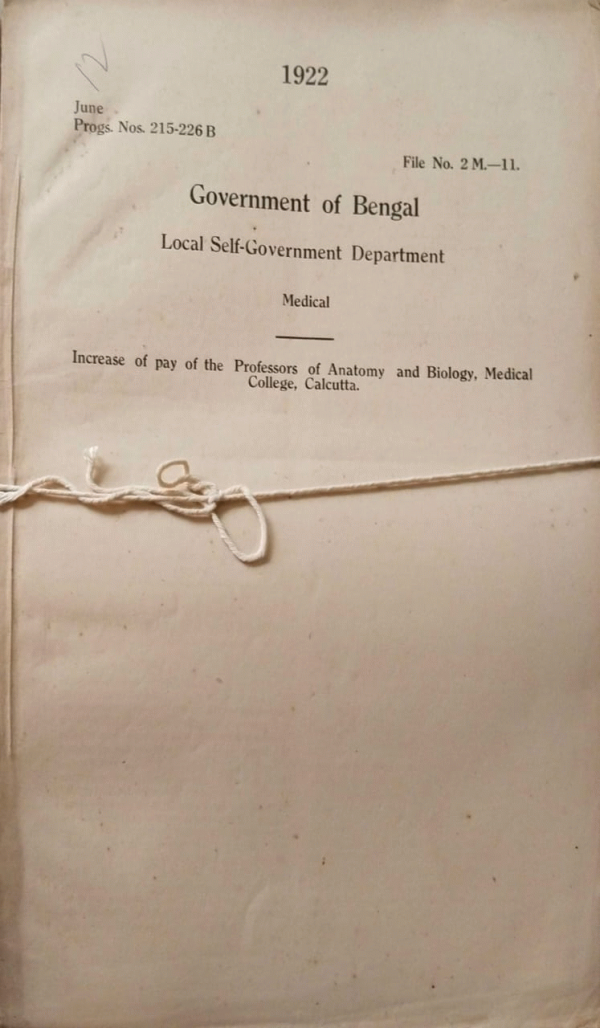 12
1922
June
Progs. Nos. 215-226 B
File No. 2 M.—11.
Government of Bengal
Local Self-Government Department
Medical
Increase of pay of the Professors of Anatomy and Biology, Medical
College, Calcutta.